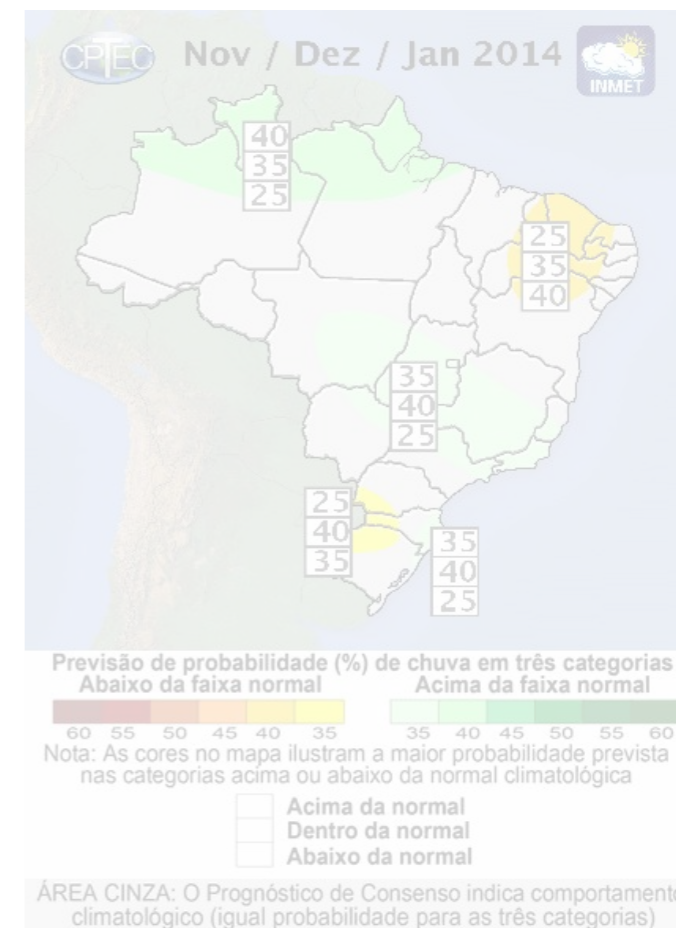 CPTEC Nov / Dez / Jan 2014
INMET
40
35
25
25
35
40
35
40
25
25
40
35
35
40
25
Previsão de probabilidade (%) de chuva em três categorias
Abaixo da faixa normal Acima da faixa normal
60 55 50 45 40 35 35 40 45 50 55 60
Nota: As cores no mapa ilustram a maior probabilidade prevista
nas categorias acima ou abaixo da normal climatológica
Acima da normal
Dentro da normal
Abaixo da normal
ÁREA CINZA: O Prognóstico de Consenso indica comportamento
climatológico (igual probabilidade para as três categorias)